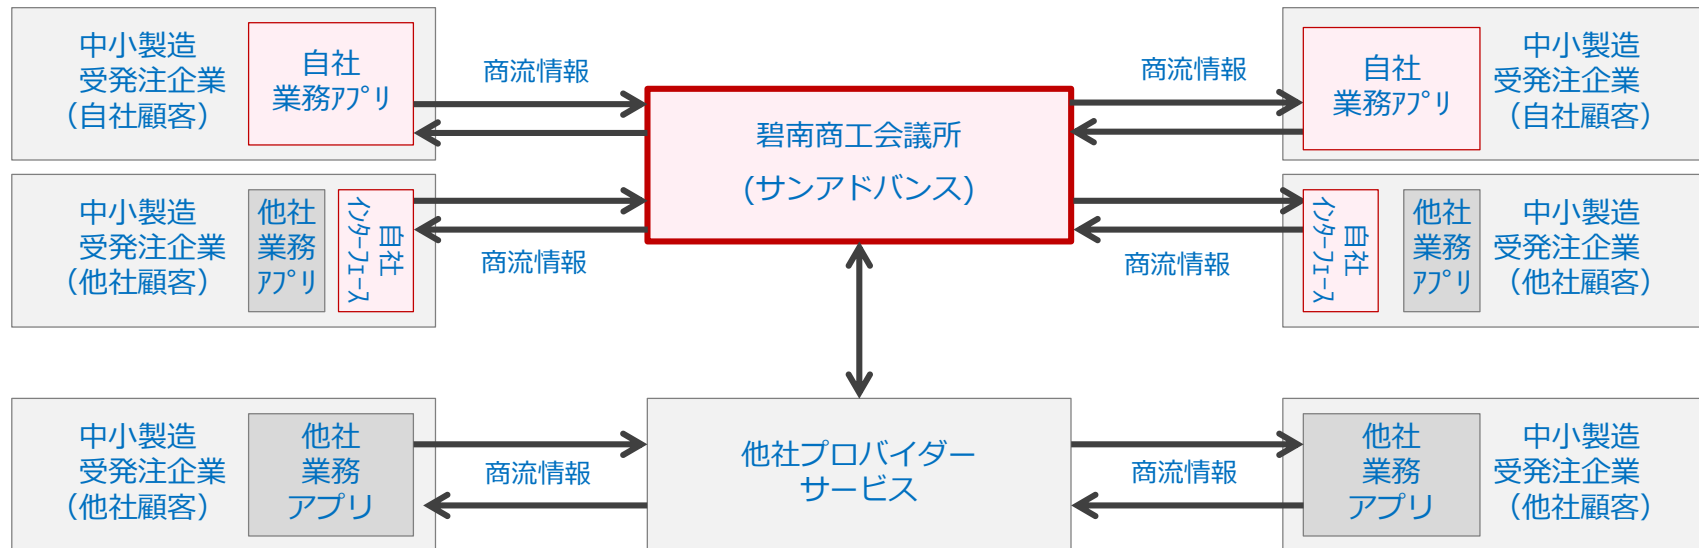 中小製造
受発注企業
（自社顧客）
自社
業務ｱﾌﾟﾘ
商流情報
碧南商工会議所
(サンアドバンス)
商流情報
自社
業務ｱﾌﾟﾘ
中小製造
受発注企業
（自社顧客）
中小製造
受発注企業
（他社顧客）
他社
業務
ｱﾌﾟﾘ
自社
ｲﾝﾀｰﾌｪｰｽ
商流情報
商流情報
自社
ｲﾝﾀｰﾌｪｰｽ
他社
業務
ｱﾌﾟﾘ
中小製造
受発注企業
（他社顧客）
中小製造
受発注企業
（他社顧客）
他社
業務
アプリ
商流情報
他社プロバイダー
サービス
商流情報
他社
業務
アプリ
中小製造
受発注企業
（他社顧客）